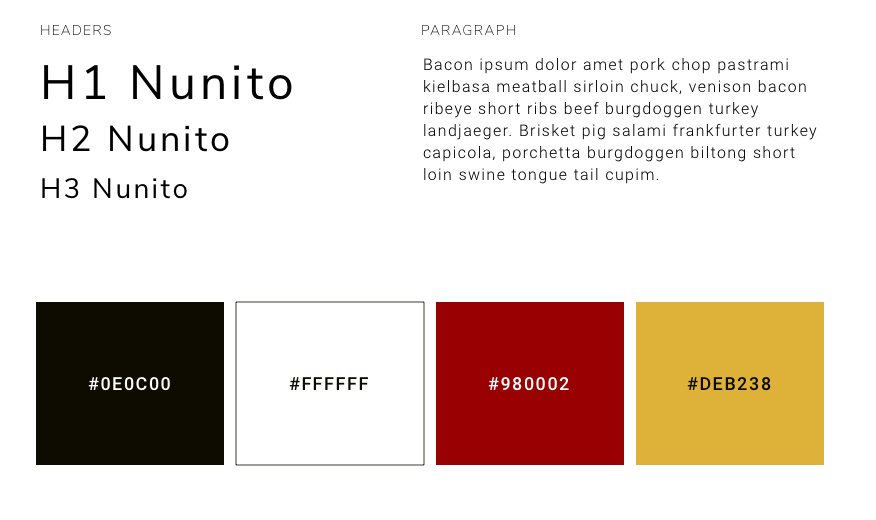 HEADERS
H1 Nunito
H2 Nunito
H3 Nunito
PARAGRAPH
Bacon ipsum dolor amet pork chop pastrami
kielbasa meatball sirloin chuck, venison bacon
ribeye short ribs beef burgdoggen turkey
landjaeger. Brisket pig salami frankfurter turkey
capicola, porchetta burgdoggen biltong short
loin swine tongue tail cupim.
#0E0C00
#FFFFFF
#980002
#DEB238